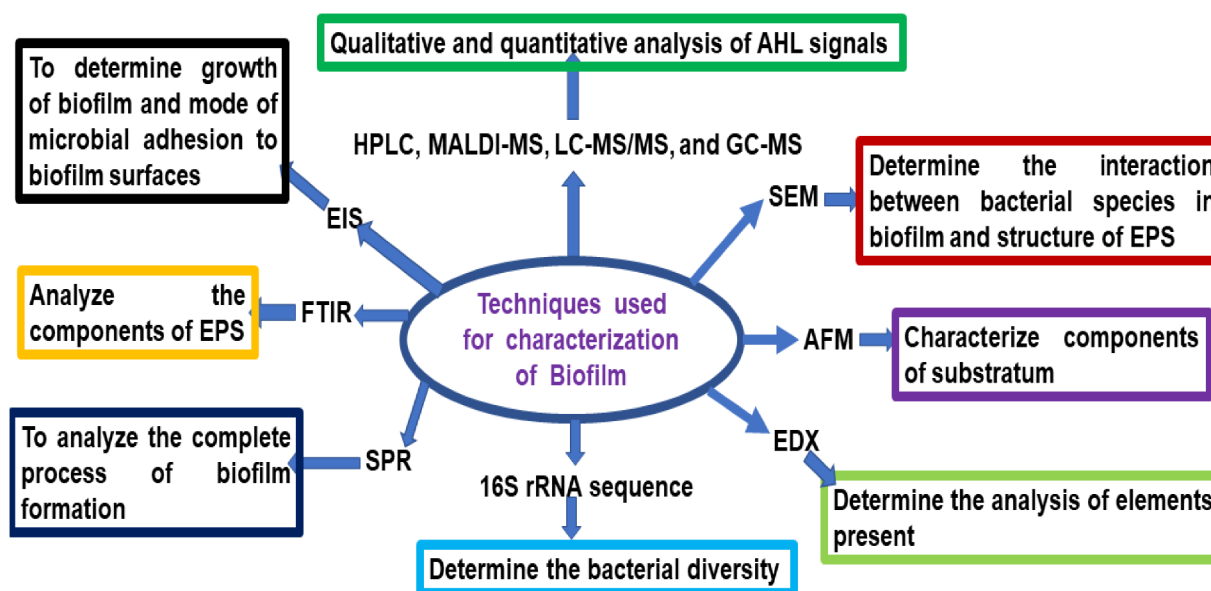 Qualitative and quantitative analysis of AHL signals
To determine growth
of biofilm and mode of
microbial adhesion to
biofilm surfaces
HPLC, MALDI-MS, LC-MS/MS, and GC-MS
SEM
Determine the interaction
between bacterial species in
biofilm and structure of EPS
EIS
Analyze the
components of EPS
FTIR
Techniques used
for characterization
of Biofilm
AFM
Characterize components
of substratum
To analyze the complete
process of biofilm
formation
SPR
EDX
16S rRNA sequence
Determine the analysis of elements
present
Determine the bacterial diversity